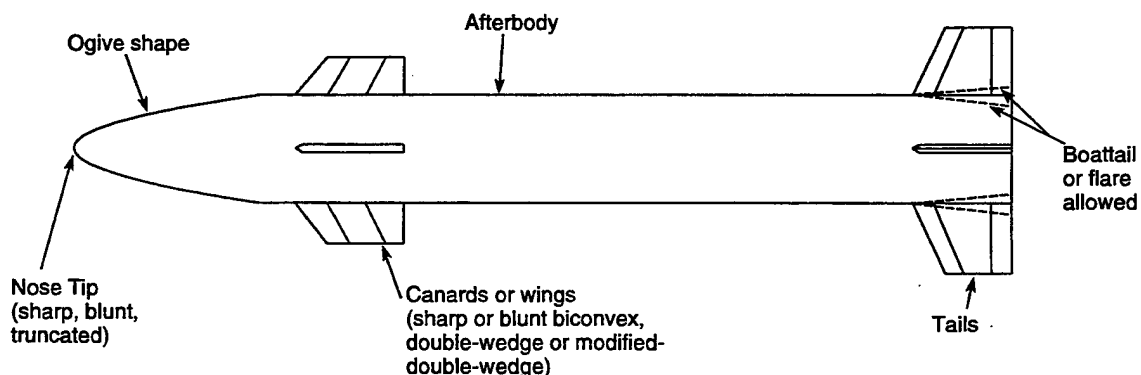 Afterbody
Ogive shape
Boattail
or flare
allowed
Nose Tip
(sharp, blunt,
truncated)
Canards or wings
(sharp or blunt biconvex,
double-wedge or modified-
double-wedge)
Tails